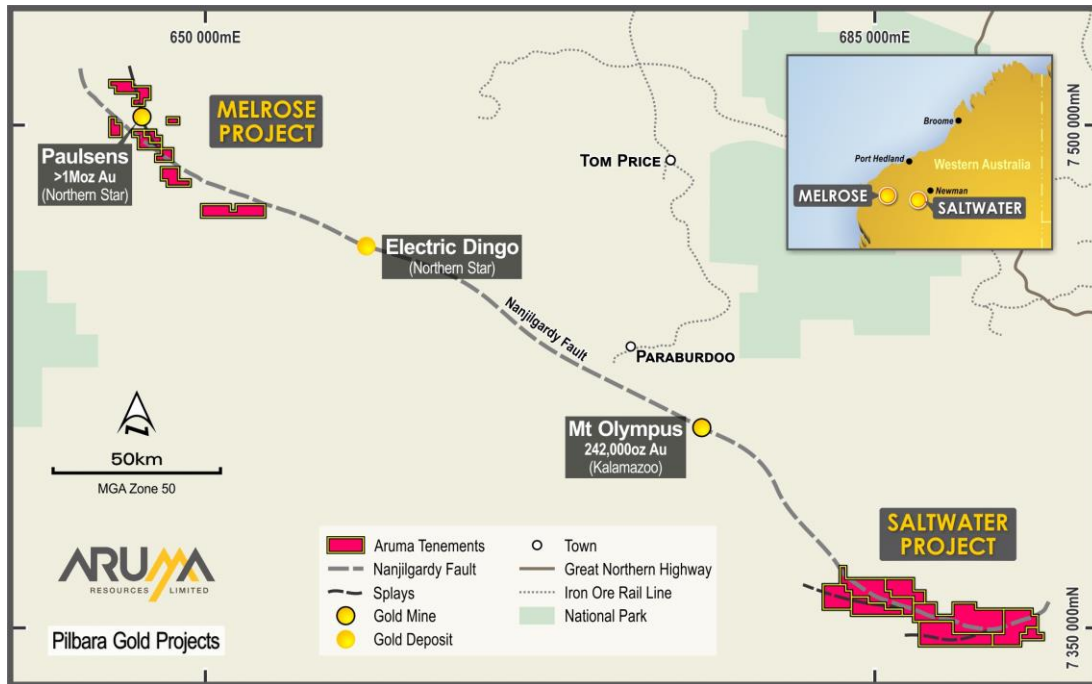 650 000mE
685 000mE
7 500 000mN
7 350 000mN
MELROSE
PROJECT
Paulsens
>1Moz Au
(Northern Star)
Electric Dingo
(Northern Star)
Nanjilgardy Fault
TOM PRICE
PARABURDOO
Mt Olympus
242,000oz Au
(Kalamazoo)
SALTWATER
PROJECT
Broome
Port Hedland
Western Australia
Newman
MELROSE
SALTWATER
N
50km
MGA Zone 50
ARUMA
RESOURCES LIMITED
Pilbara Gold Projects
Aruma Tenements
Nanjilgardy Fault
Splays
Gold Mine
Gold Deposit
Town
Great Northern Highway
Iron Ore Rail Line
National Park